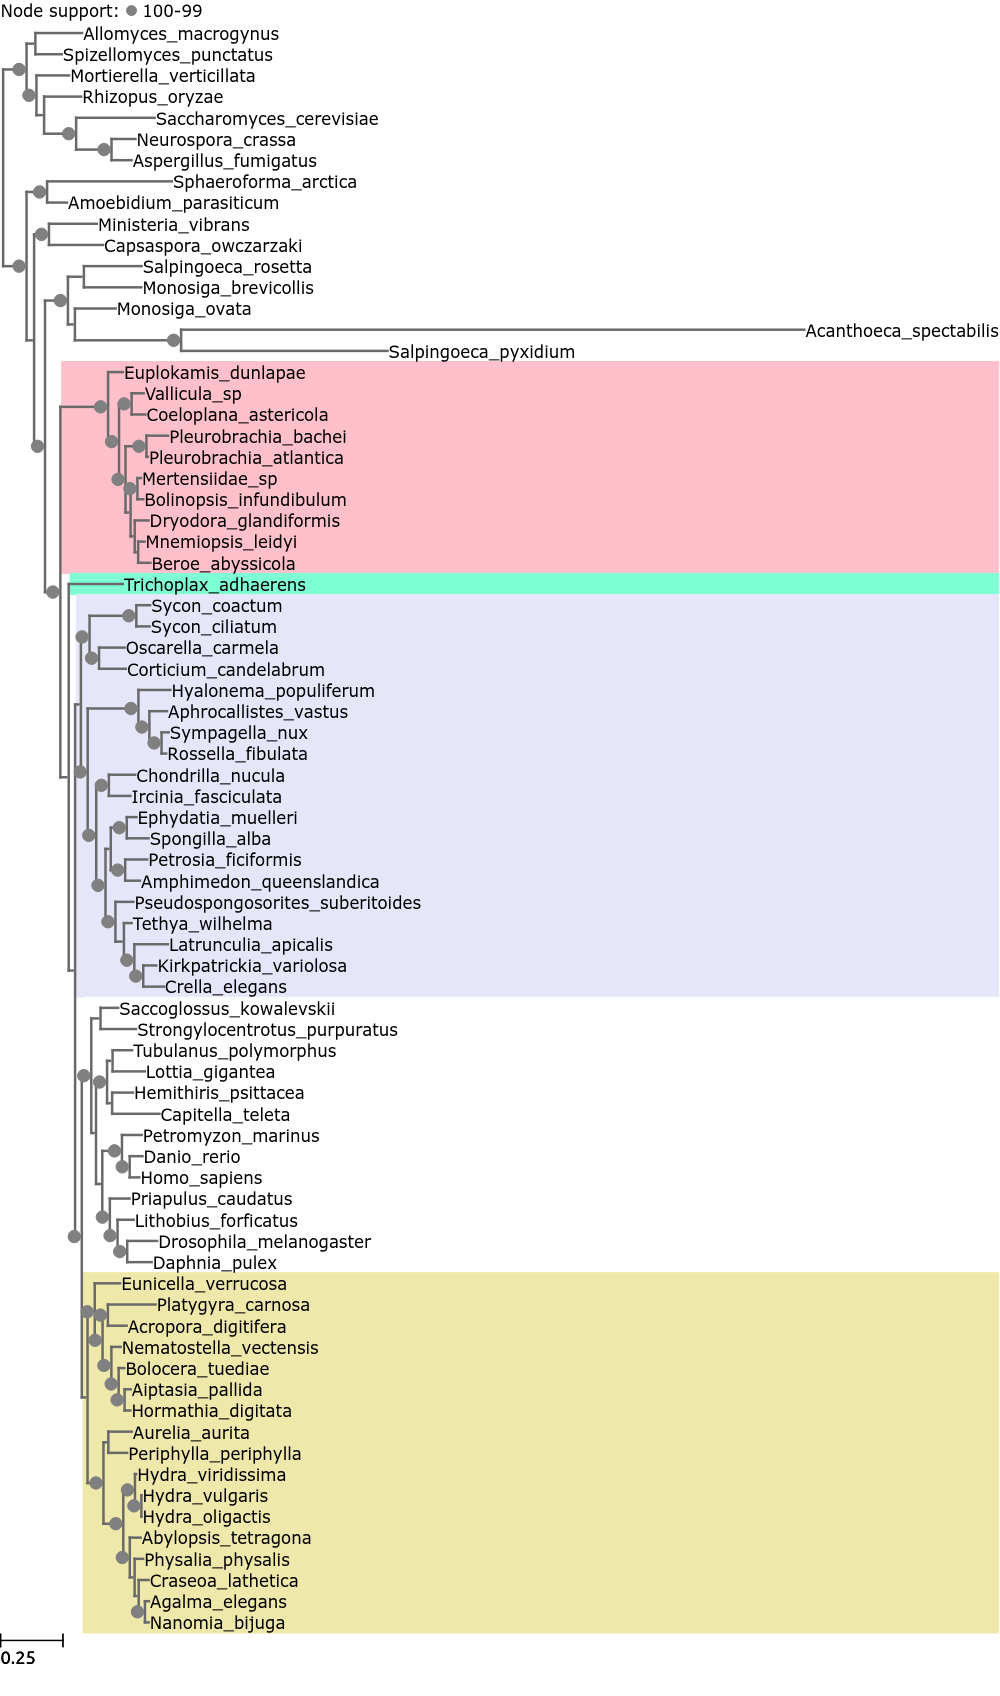 Node support: 100-99
Allomyces_macrogynus
Spizellomyces_punctatus
Mortierella_verticillata
Rhizopus_oryzae
Saccharomyces_cerevisiae
Neurospora_crassa
Aspergillus_fumigatus
Sphaeroforma_arctica
Amoebidium_parasiticum
Ministeria_vibrans
Capsaspora_owczarzaki
Salpingoeca_rosetta
Monosiga_brevicollis
Monosiga_ovata
Acanthoeca_spectabilis
Salpingoeca_pyxidium
Euplokamis_dunlapae
Vallicula_sp
Coeloplana_astericola
Pleurobrachia_bachei
Pleurobrachia_atlantica
Mertensiidae_sp
Bolinopsis_infundibulum
Dryodora_glandiformis
Mnemiopsis_leidyi
Beroe_abyssicola
Trichoplax_adhaerens
Sycon_coactum
Sycon_ciliatum
Oscarella_carmela
Corticium_candelabrum
Hyalonema_populiferum
Aphrocallistes_vastus
Sympagella_nux
Rossella_fibulata
Chondrilla_nucula
Ircinia_fasciculata
Ephydatia_muelleri
Spongilla_alba
Petrosia_ficiformis
Amphimedon_queenslandica
Pseudospongosorites_suberitoides
Tethya_wilhelma
Latrunculia_apicalis
Kirkpatrickia_variolosa
Crella_elegans
Saccoglossus_kowalevskii
Strongylocentrotus_purpuratus
Tubulanus_polymorphus
Lottia_gigantea
Hemithiris_psittacea
Capitella_teleta
Petromyzon_marinus
Danio_rerio
Homo_sapiens
Priapulus_caudatus
Lithobius_forficatus
Drosophila_melanogaster
Daphnia_pulex
Eunicella_verrucosa
Platygyra_carnosa
Acropora_digitifera
Nematostella_vectensis
Bolocera_tuediae
Aiptasia_pallida
Hormathia_digitata
Aurelia_aurita
Periphylla_periphylla
Hydra_viridissima
Hydra_vulgaris
Hydra_oligactis
Abylopsis_tetragona
Physalia_physalis
Craseoa_lathetica
Agalma_elegans
Nanomia_bijuga
0.25